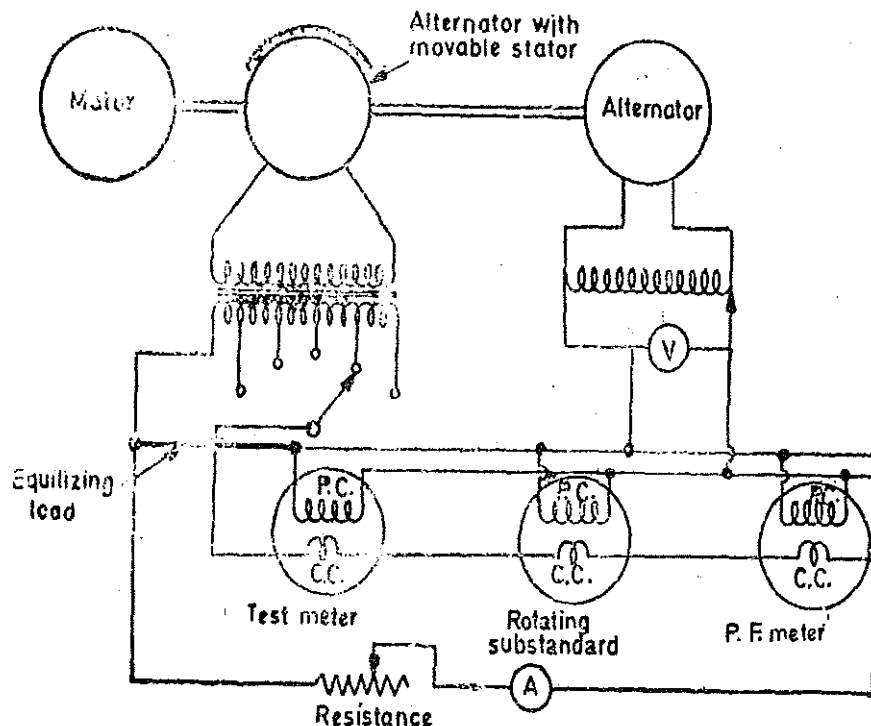 Alternator with
movable stator
Motor
Alternator
V
Equilizing
lead
P.C.
P.C.
P.C.
C.C.
C.C.
C.C.
Test meter
Rotating
substandard
P. F. meter
A
Resistance